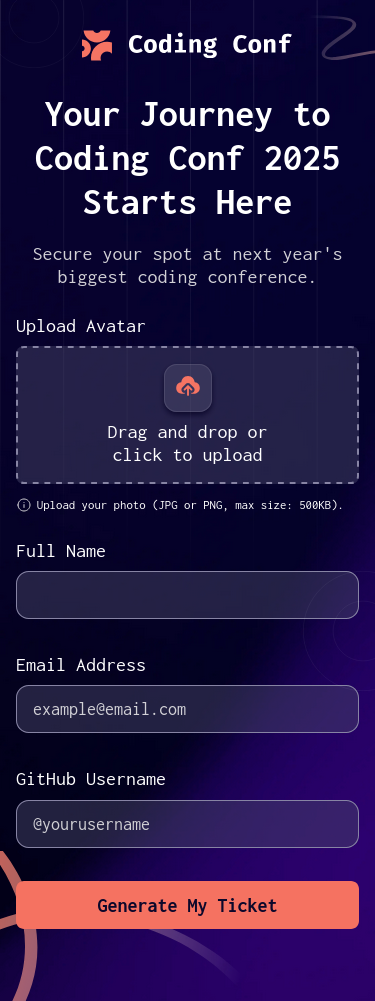 Coding Conf
Your Journey to
Coding Conf 2025
Starts Here
Secure your spot at next year's
biggest coding conference.
Upload Avatar
Drag and drop or
click to upload
Upload your photo (JPG or PNG, max size: 500KB).
Full Name
Email Address
example@email.com
GitHub Username
@yourusername
Generate My Ticket